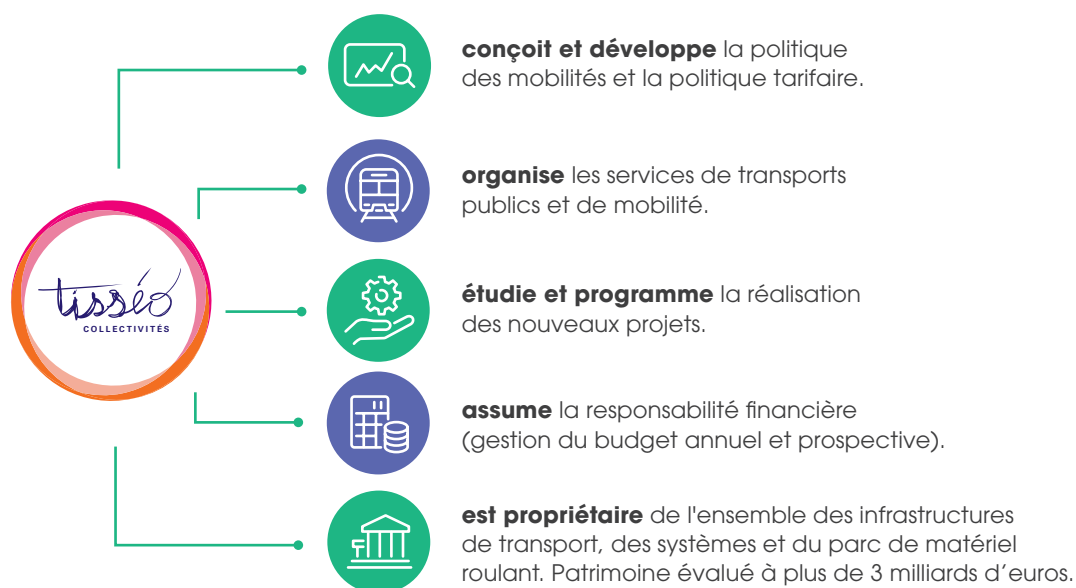 conçoit et développe la politique
des mobilités et la politique tarifaire.
organise les services de transports
publics et de mobilité.
tisséo
COLLECTIVITÉS
étudie et programme la réalisation
des nouveaux projets.
assume la responsabilité financière
(gestion du budget annuel et prospective).
est propriétaire de l'ensemble des infrastructures
de transport, des systèmes et du parc de matériel
roulant. Patrimoine évalué à plus de 3 milliards d’euros.